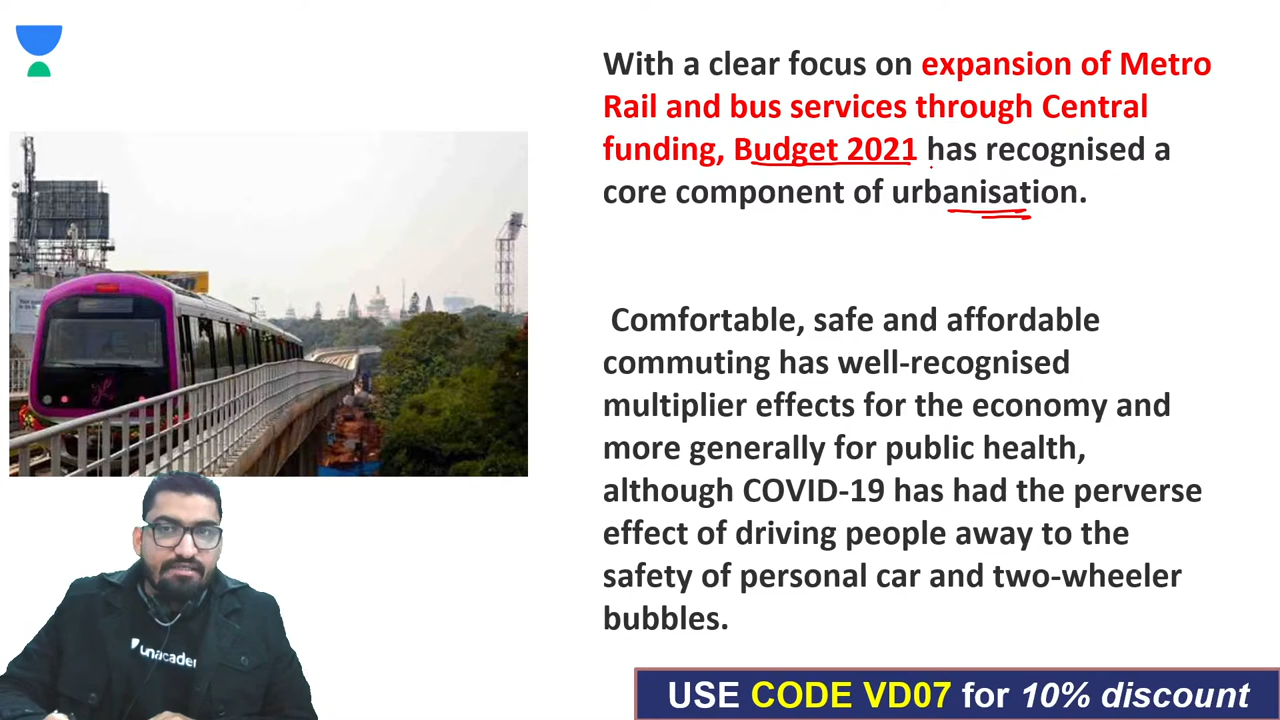 With a clear focus on expansion of Metro
Rail and bus services through Central
funding, Budget 2021 has recognised a
core component of urbanisation.
Comfortable, safe and affordable
commuting has well-recognised
multiplier effects for the economy and
more generally for public health,
although COVID-19 has had the perverse
effect of driving people away to the
safety of personal car and two-wheeler
bubbles.
unacademy
USE CODE VD07 for 10% discount